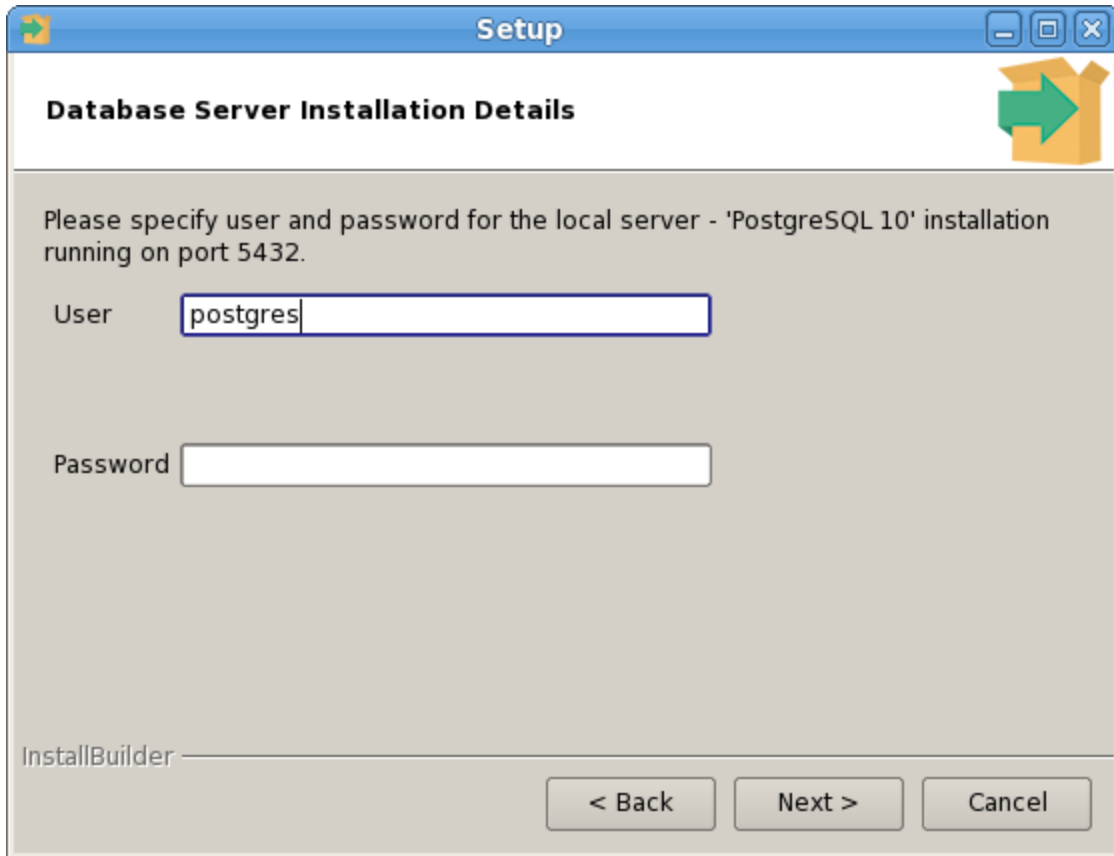 Setup
Database Server Installation Details
Please specify user and password for the local server - 'PostgreSQL 10' installation
running on port 5432.
User postgres
Password
InstallBuilder
< Back Next > Cancel